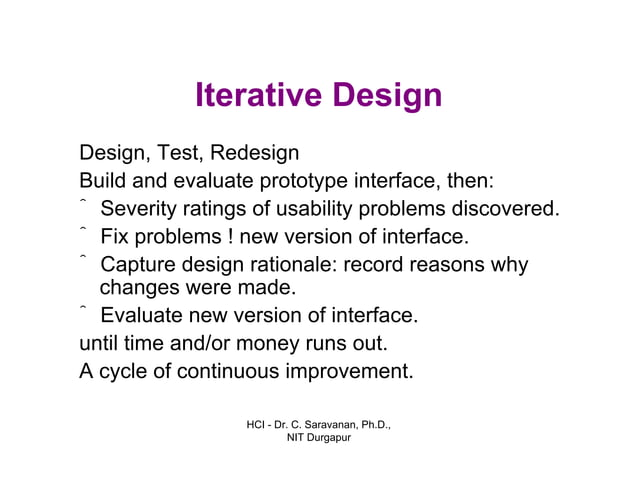 Iterative Design
Design, Test, Redesign
Build and evaluate prototype interface, then:
⌢ Severity ratings of usability problems discovered.
⌢ Fix problems ! new version of interface.
⌢ Capture design rationale: record reasons why
changes were made.
⌢ Evaluate new version of interface.
until time and/or money runs out.
A cycle of continuous improvement.
HCI - Dr. C. Saravanan, Ph.D.,
NIT Durgapur